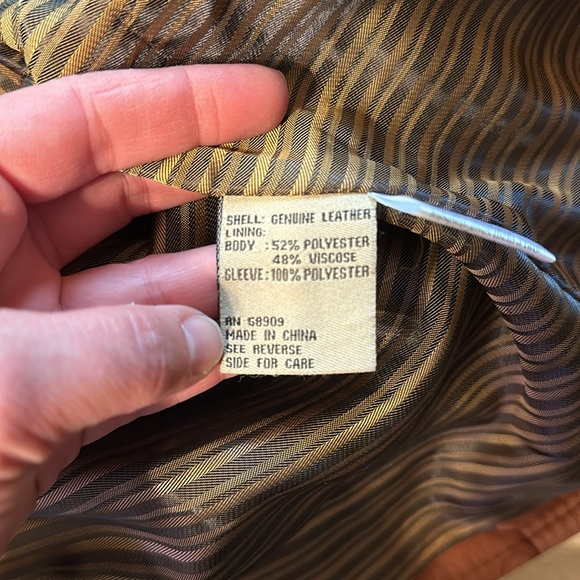 SHELL: GENUINE LEATHER
LINING:
BODY :52% POLYESTER
48% VISCOSE
SLEEVE:100%POLYESTER
RN 68909
MADE IN CHINA
SEE REVERSE
SIDE FOR CARE